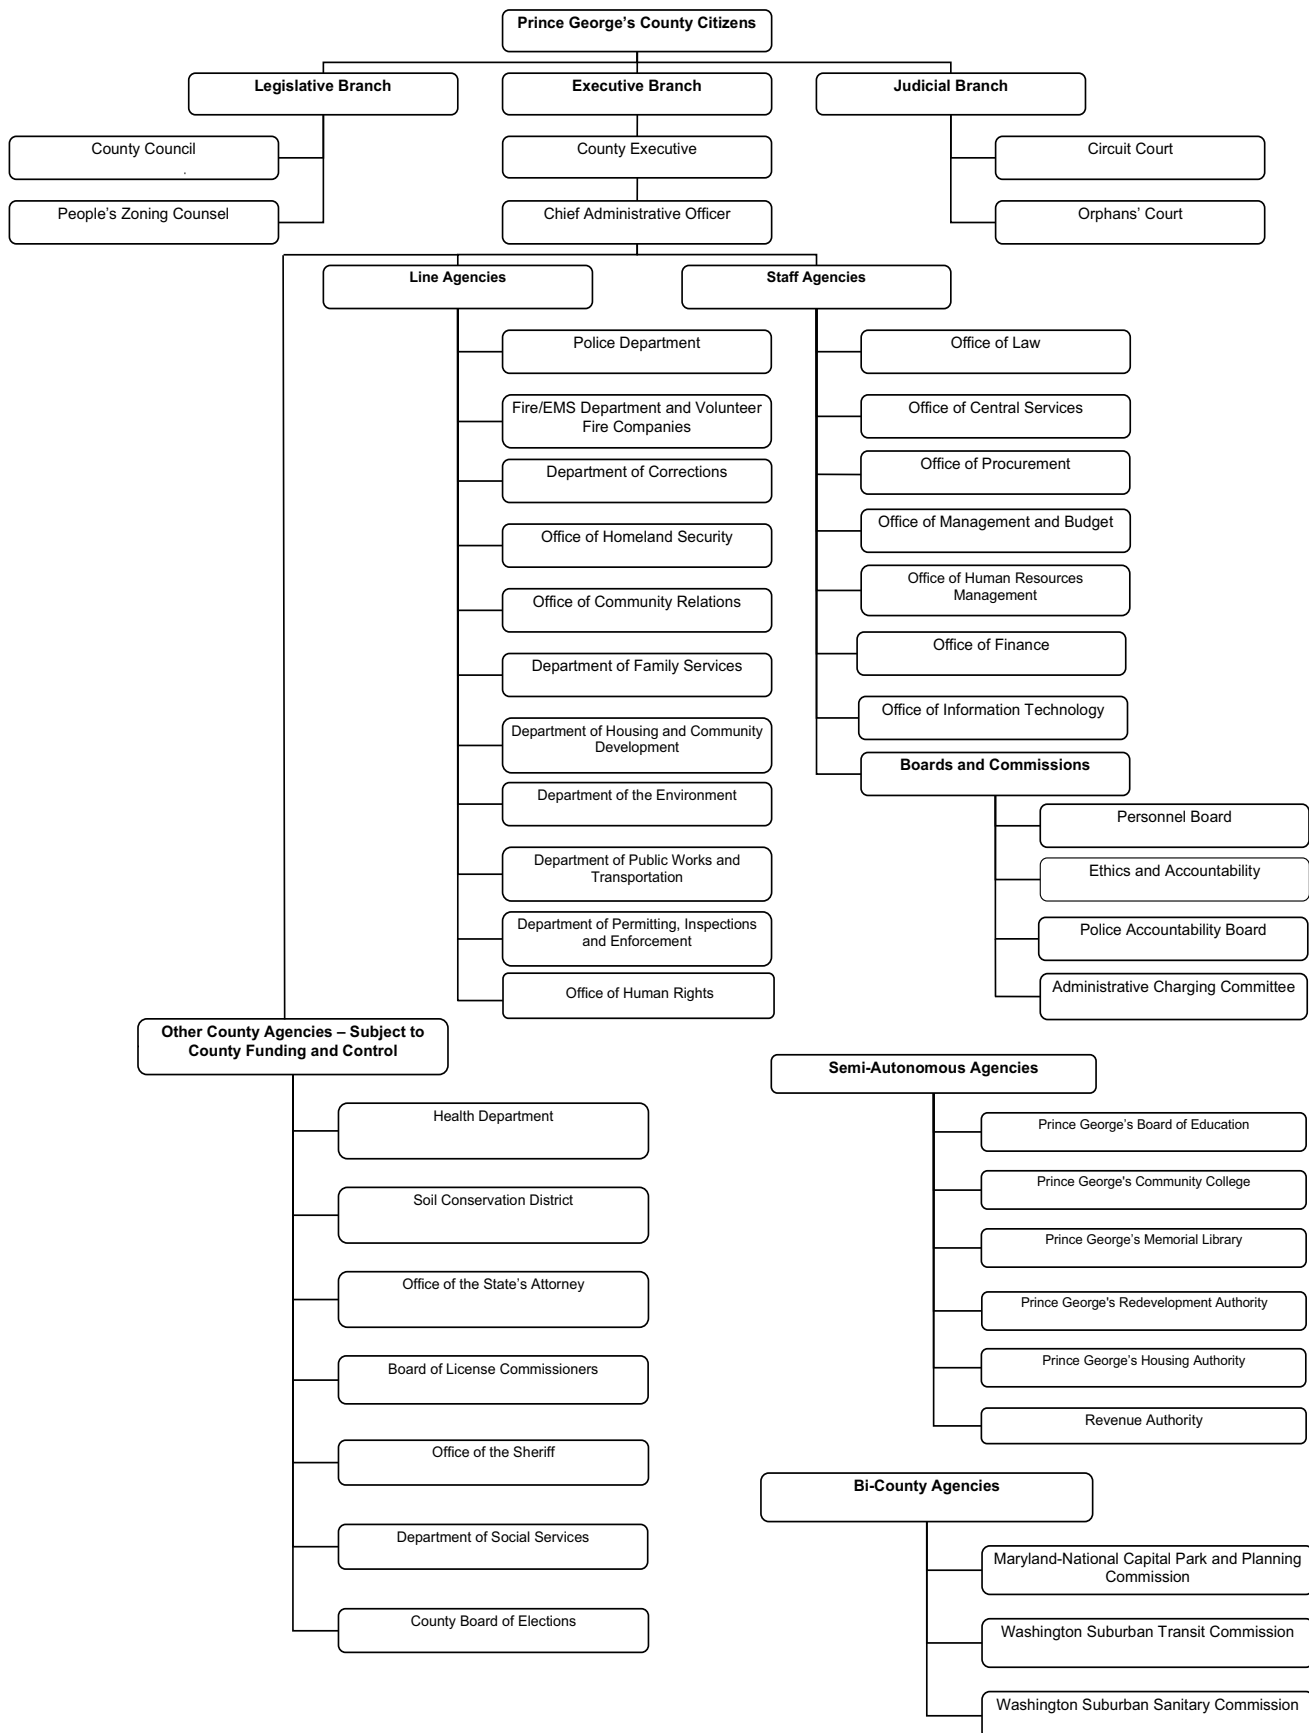 Prince George’s County Citizens
Legislative Branch
Executive Branch
Judicial Branch
County Council
.
County Executive
Circuit Court
People’s Zoning Counsel
Chief Administrative Officer
Orphans’ Court
Line Agencies
Staff Agencies
Police Department
Fire/EMS Department and Volunteer
Fire Companies
Department of Corrections
Office of Homeland Security
Office of Community Relations
Department of Family Services
Department of Housing and Community
Development
Department of the Environment
Department of Public Works and
Transportation
Department of Permitting, Inspections
and Enforcement
Office of Human Rights
Office of Law
Office of Central Services
Office of Procurement
Office of Management and Budget
Office of Human Resources
Management
Office of Finance
Office of Information Technology
Boards and Commissions
Personnel Board
Ethics and Accountability
Police Accountability Board
Administrative Charging Committee
Other County Agencies – Subject to
County Funding and Control
Health Department
Soil Conservation District
Office of the State’s Attorney
Board of License Commissioners
Office of the Sheriff
Department of Social Services
County Board of Elections
Semi-Autonomous Agencies
Prince George’s Board of Education
Prince George's Community College
Prince George’s Memorial Library
Prince George's Redevelopment Authority
Prince George’s Housing Authority
Revenue Authority
Bi-County Agencies
Maryland-National Capital Park and Planning
Commission
Washington Suburban Transit Commission
Washington Suburban Sanitary Commission